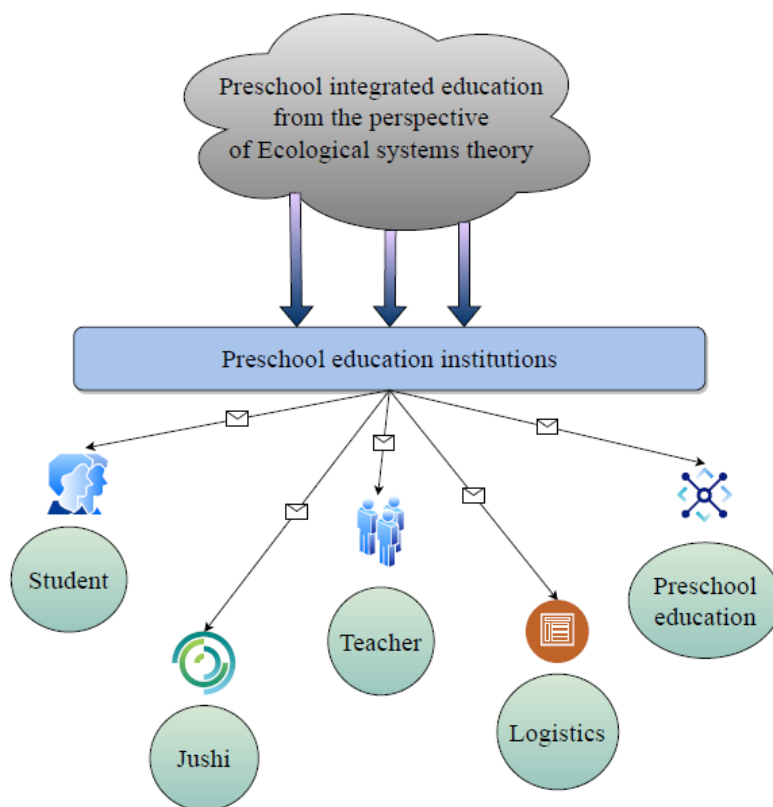 Preschool integrated education
from the perspective
of Ecological systems theory
Preschool education institutions
Student
Jushi
Teacher
Logistics
Preschool
education